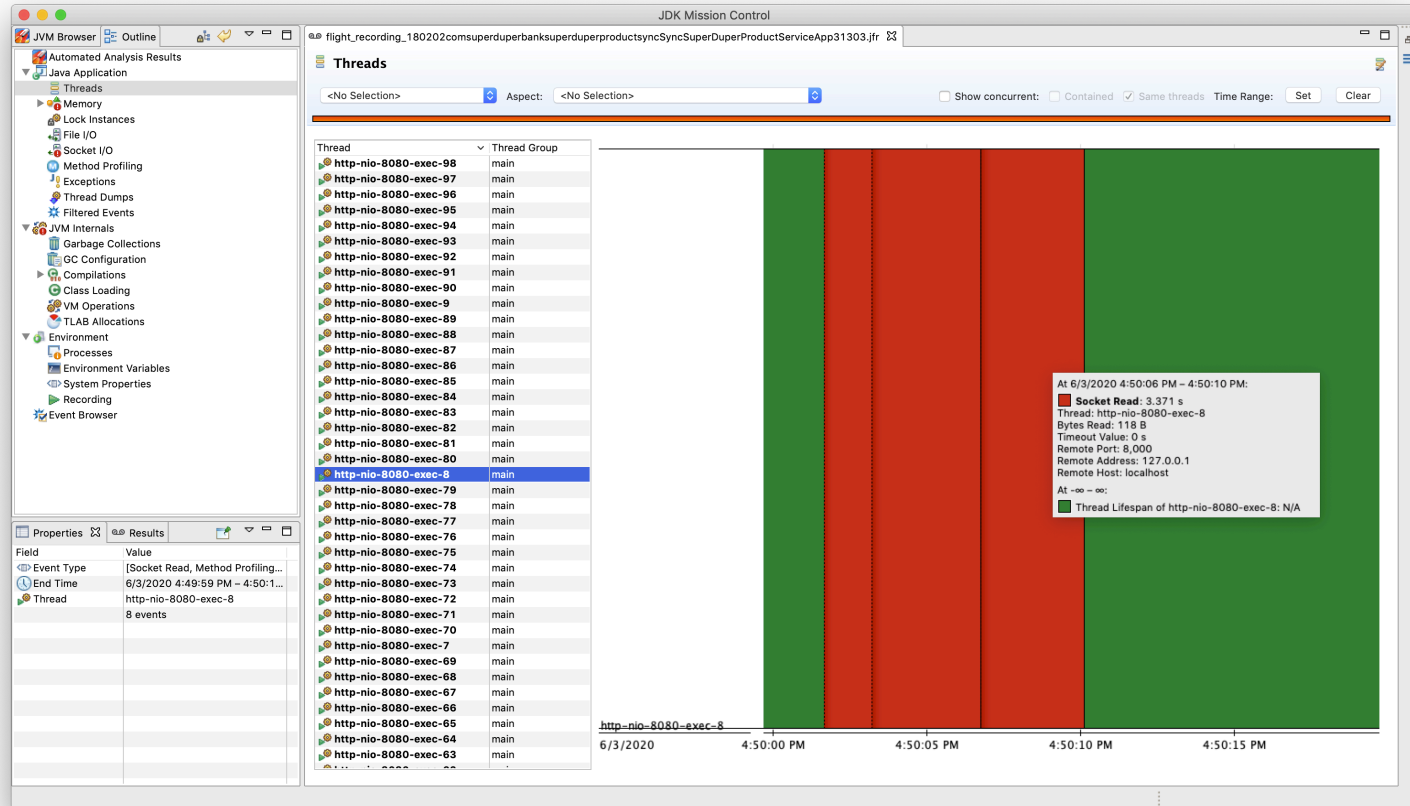 JDK Mission Control
JVM Browser
Outline
Automated Analysis Results
Java Application
Threads
Memory
Lock Instances
File I/O
Socket I/O
Method Profiling
Exceptions
Thread Dumps
Filtered Events
JVM Internals
Garbage Collections
GC Configuration
Compilations
Class Loading
VM Operations
TLAB Allocations
Environment
Processes
Environment Variables
System Properties
Recording
Event Browser
Properties
Results
Field Value
Event Type [Socket Read, Method Profiling...
End Time 6/3/2020 4:49:59 PM – 4:50:1...
Thread http-nio-8080-exec-8
8 events
flight_recording_180202comsuperduperbanksuperduperproductsyncSyncSuperDuperProductServiceApp31303.jfr
Threads
<No Selection> Aspect: <No Selection> Show concurrent: Contained Same threads Time Range: Set Clear
Thread Thread Group
http-nio-8080-exec-98 main
http-nio-8080-exec-97 main
http-nio-8080-exec-96 main
http-nio-8080-exec-95 main
http-nio-8080-exec-94 main
http-nio-8080-exec-93 main
http-nio-8080-exec-92 main
http-nio-8080-exec-91 main
http-nio-8080-exec-90 main
http-nio-8080-exec-9 main
http-nio-8080-exec-89 main
http-nio-8080-exec-88 main
http-nio-8080-exec-87 main
http-nio-8080-exec-86 main
http-nio-8080-exec-85 main
http-nio-8080-exec-84 main
http-nio-8080-exec-83 main
http-nio-8080-exec-82 main
http-nio-8080-exec-81 main
http-nio-8080-exec-80 main
http-nio-8080-exec-8 main
http-nio-8080-exec-79 main
http-nio-8080-exec-78 main
http-nio-8080-exec-77 main
http-nio-8080-exec-76 main
http-nio-8080-exec-75 main
http-nio-8080-exec-74 main
http-nio-8080-exec-73 main
http-nio-8080-exec-72 main
http-nio-8080-exec-71 main
http-nio-8080-exec-70 main
http-nio-8080-exec-7 main
http-nio-8080-exec-69 main
http-nio-8080-exec-68 main
http-nio-8080-exec-67 main
http-nio-8080-exec-66 main
http-nio-8080-exec-65 main
http-nio-8080-exec-64 main
http-nio-8080-exec-63 main
At 6/3/2020 4:50:06 PM – 4:50:10 PM:
Socket Read: 3.371 s
Thread: http-nio-8080-exec-8
Bytes Read: 118 B
Timeout Value: 0 s
Remote Port: 8,000
Remote Address: 127.0.0.1
Remote Host: localhost
At -∞ – ∞:
Thread Lifespan of http-nio-8080-exec-8: N/A
http-nio-8080-exec-8
6/3/2020 4:50:00 PM 4:50:05 PM 4:50:10 PM 4:50:15 PM